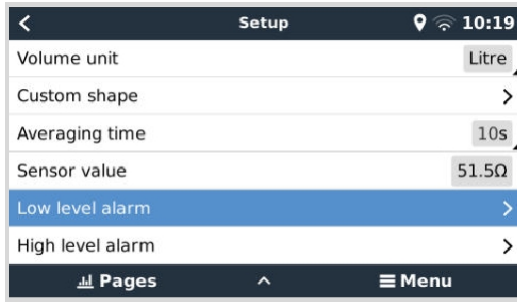 Setup 10:19
Volume unit Litre
Custom shape
Averaging time 10s
Sensor value 51.5Ω
Low level alarm
High level alarm
Pages Menu